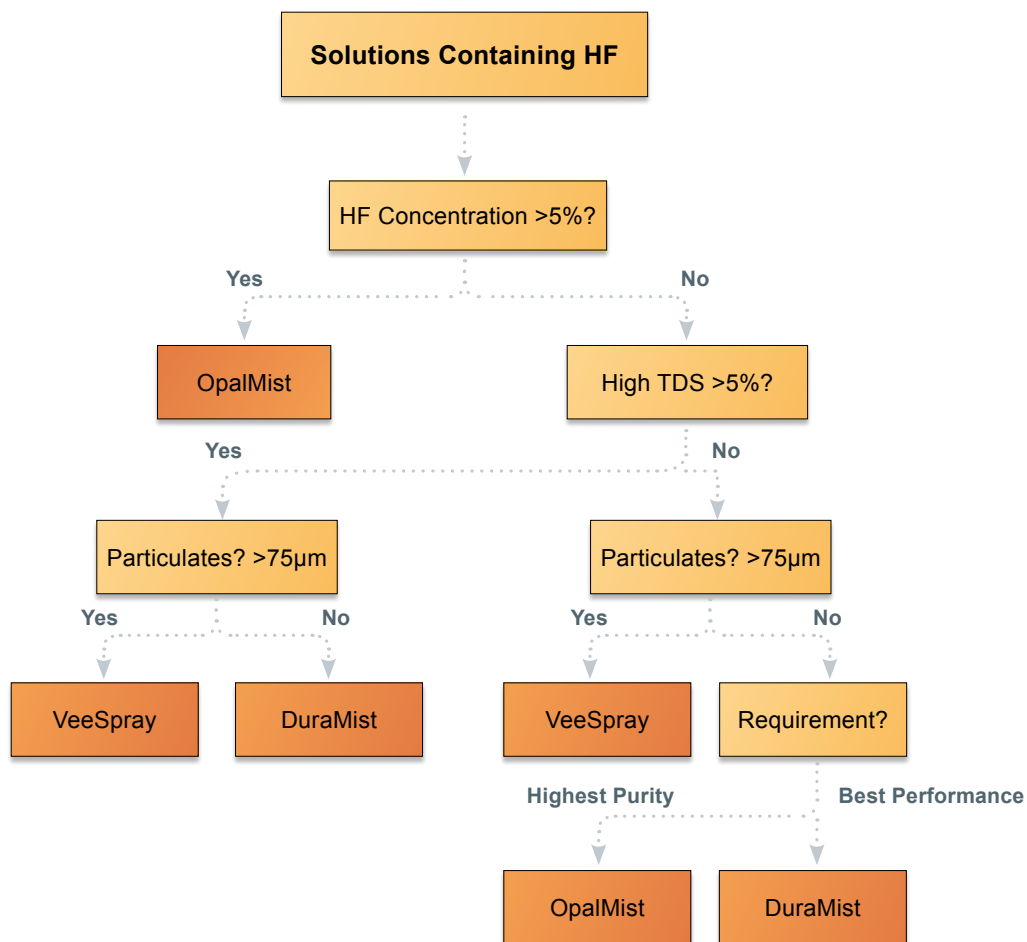 Solutions Containing HF
HF Concentration >5%?
Yes
No
OpalMist
High TDS >5%?
Yes
No
Particulates? >75µm
Particulates? >75µm
Yes
No
Yes
No
VeeSpray
DuraMist
VeeSpray
Requirement?
Highest Purity
Best Performance
OpalMist
DuraMist